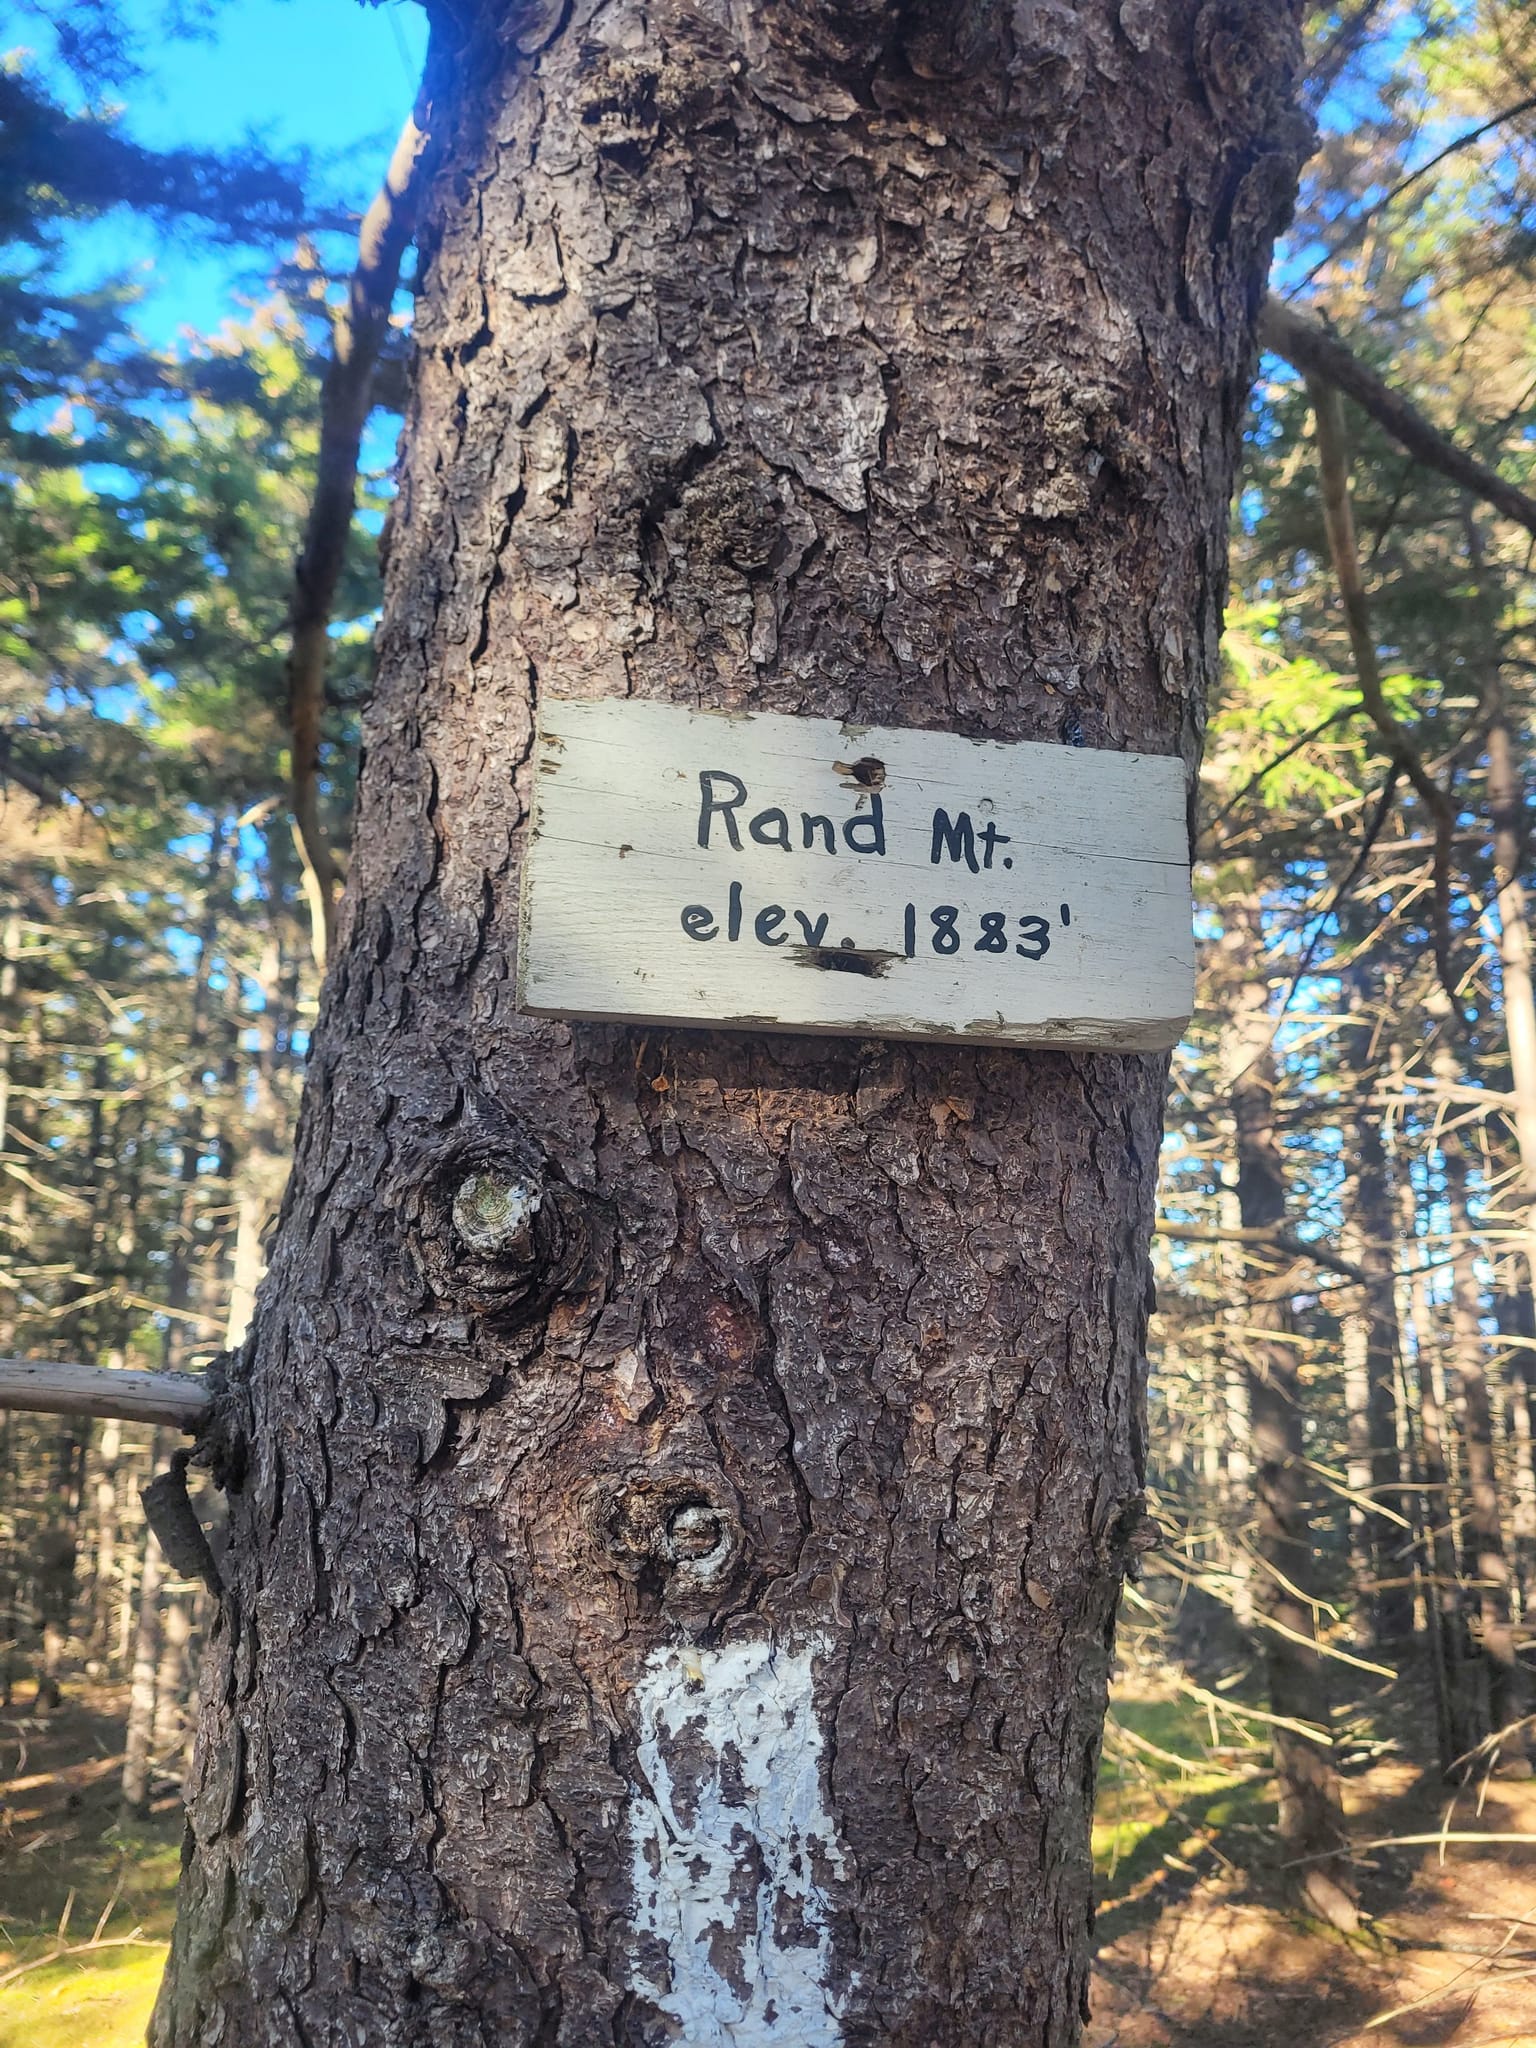 Rand Mt.
elev. 1883'